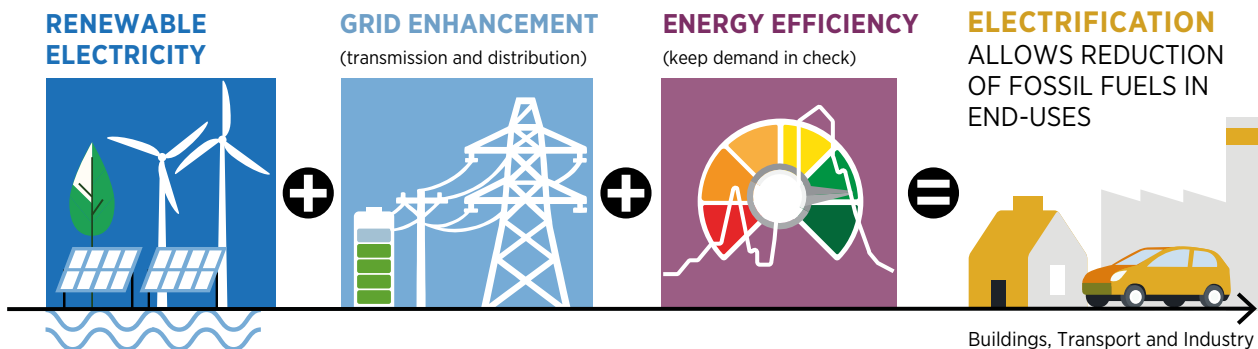 RENEWABLE
ELECTRICITY
GRID ENHANCEMENT
(transmission and distribution)
ENERGY EFFICIENCY
(keep demand in check)
ELECTRIFICATION
ALLOWS REDUCTION
OF FOSSIL FUELS IN
END-USES
Buildings, Transport and Industry